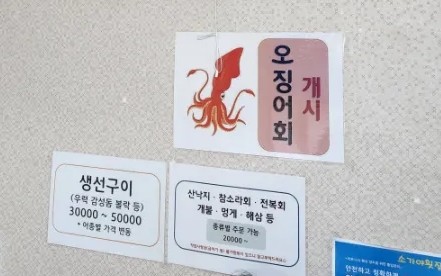 오징어회
개시
생선구이
(우럭 감성돔 볼락 등)
30000 ~ 50000
* 어종별 가격 변동
산낙지 · 참소라회 · 전복회
개불 · 멍게 · 해삼 등
종류별 주문 가능
20000 ~